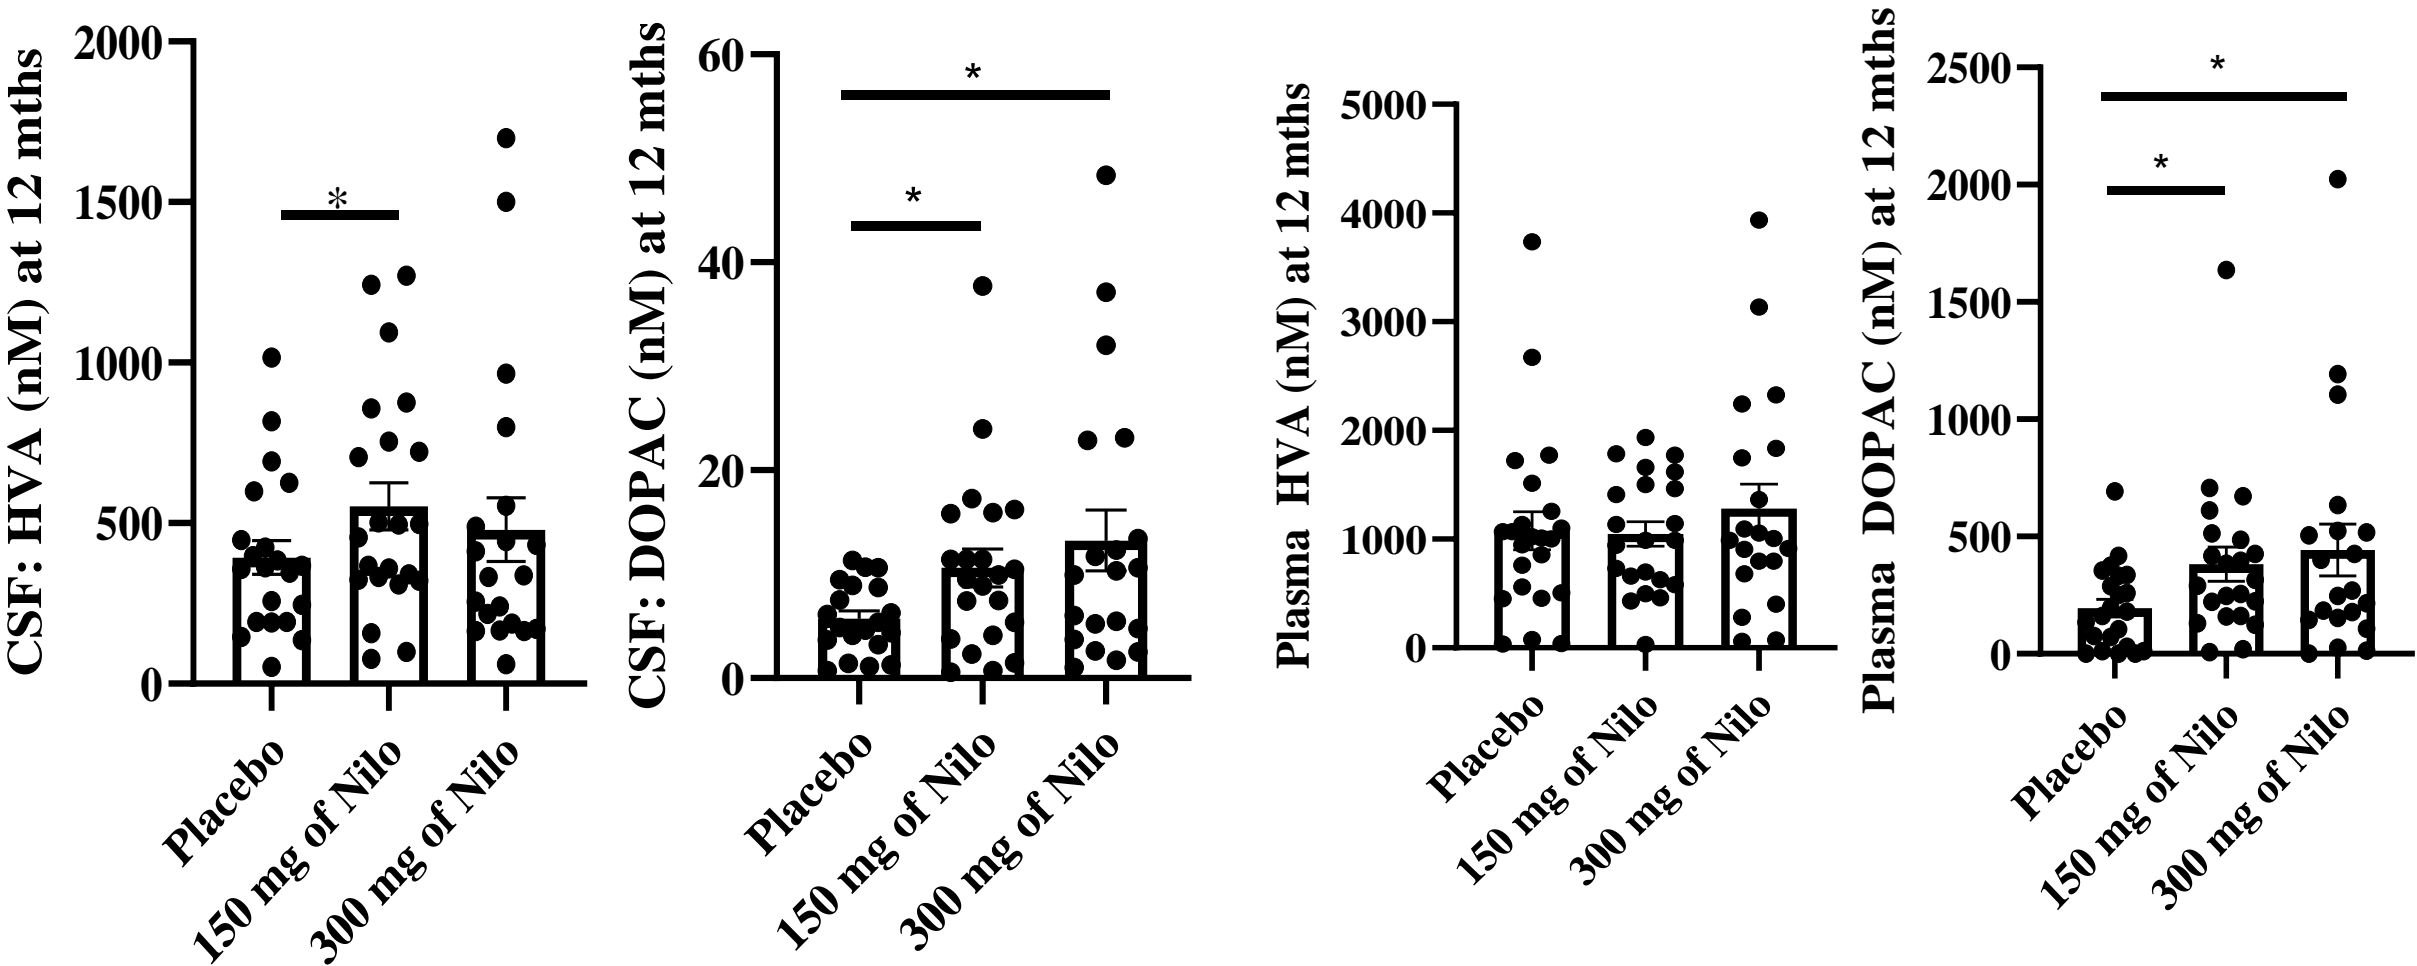 CSF: HVA (nM) at 12 mths
2000
1500
1000
500
0
*
Placebo
150 mg of Nilo
300 mg of Nilo
CSF: DOPAC (nM) at 12 mths
60
40
20
0
*
*
Placebo
150 mg of Nilo
300 mg of Nilo
Plasma HVA (nM) at 12 mths
5000
4000
3000
2000
1000
0
Placebo
150 mg of Nilo
300 mg of Nilo
Plasma DOPAC (nM) at 12 mths
2500
2000
1500
1000
500
0
*
*
Placebo
150 mg of Nilo
300 mg of Nilo